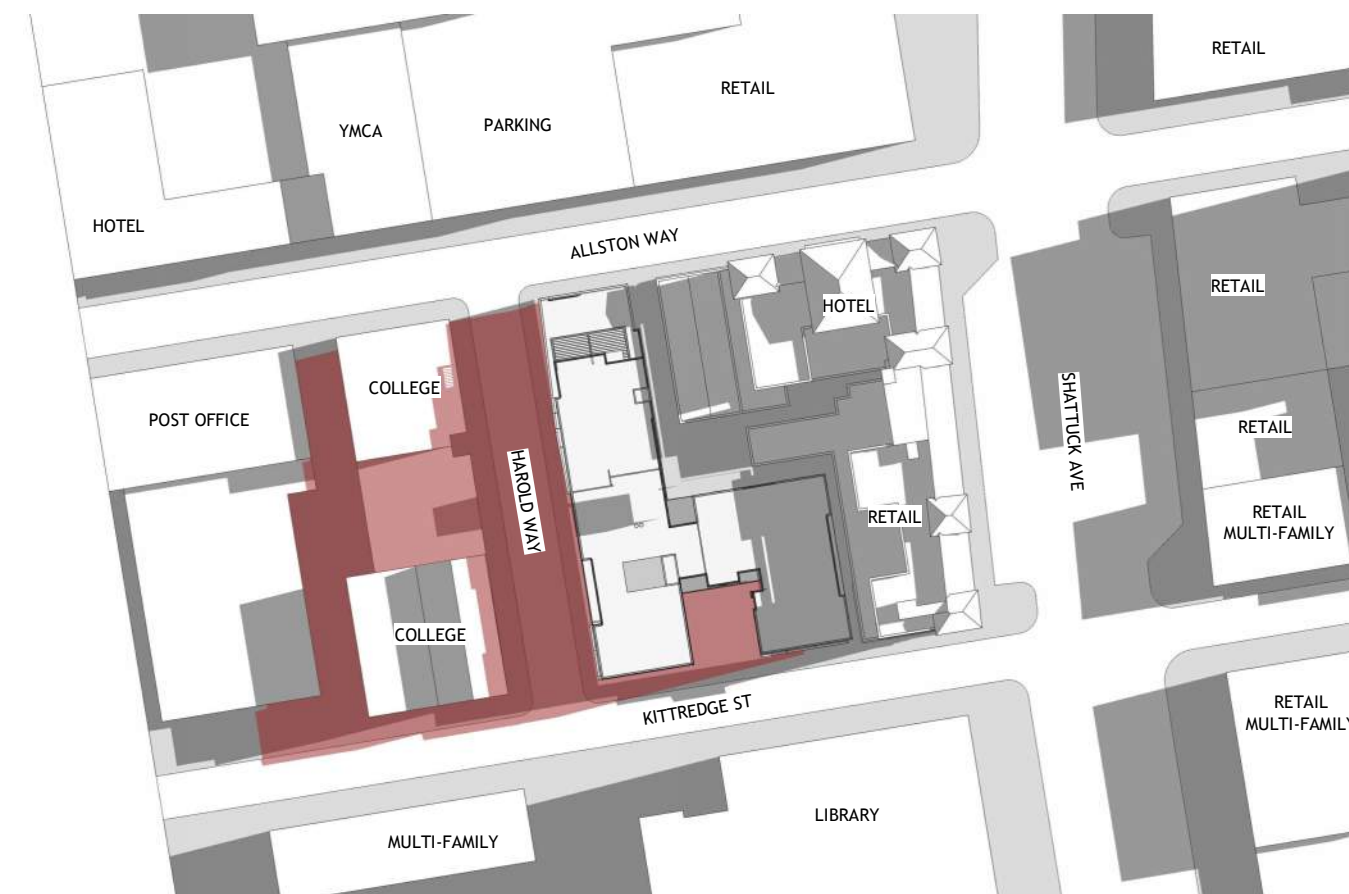 RETAIL
RETAIL
YMCA
PARKING
HOTEL
ALLSTON WAY
HOTEL
RETAIL
COLLEGE
POST OFFICE
SHATTUCK AVE
RETAIL
HAROLD WAY
RETAIL
RETAIL
MULTI-FAMILY
COLLEGE
KITTREDGE ST
RETAIL
MULTI-FAMILY
LIBRARY
MULTI-FAMILY